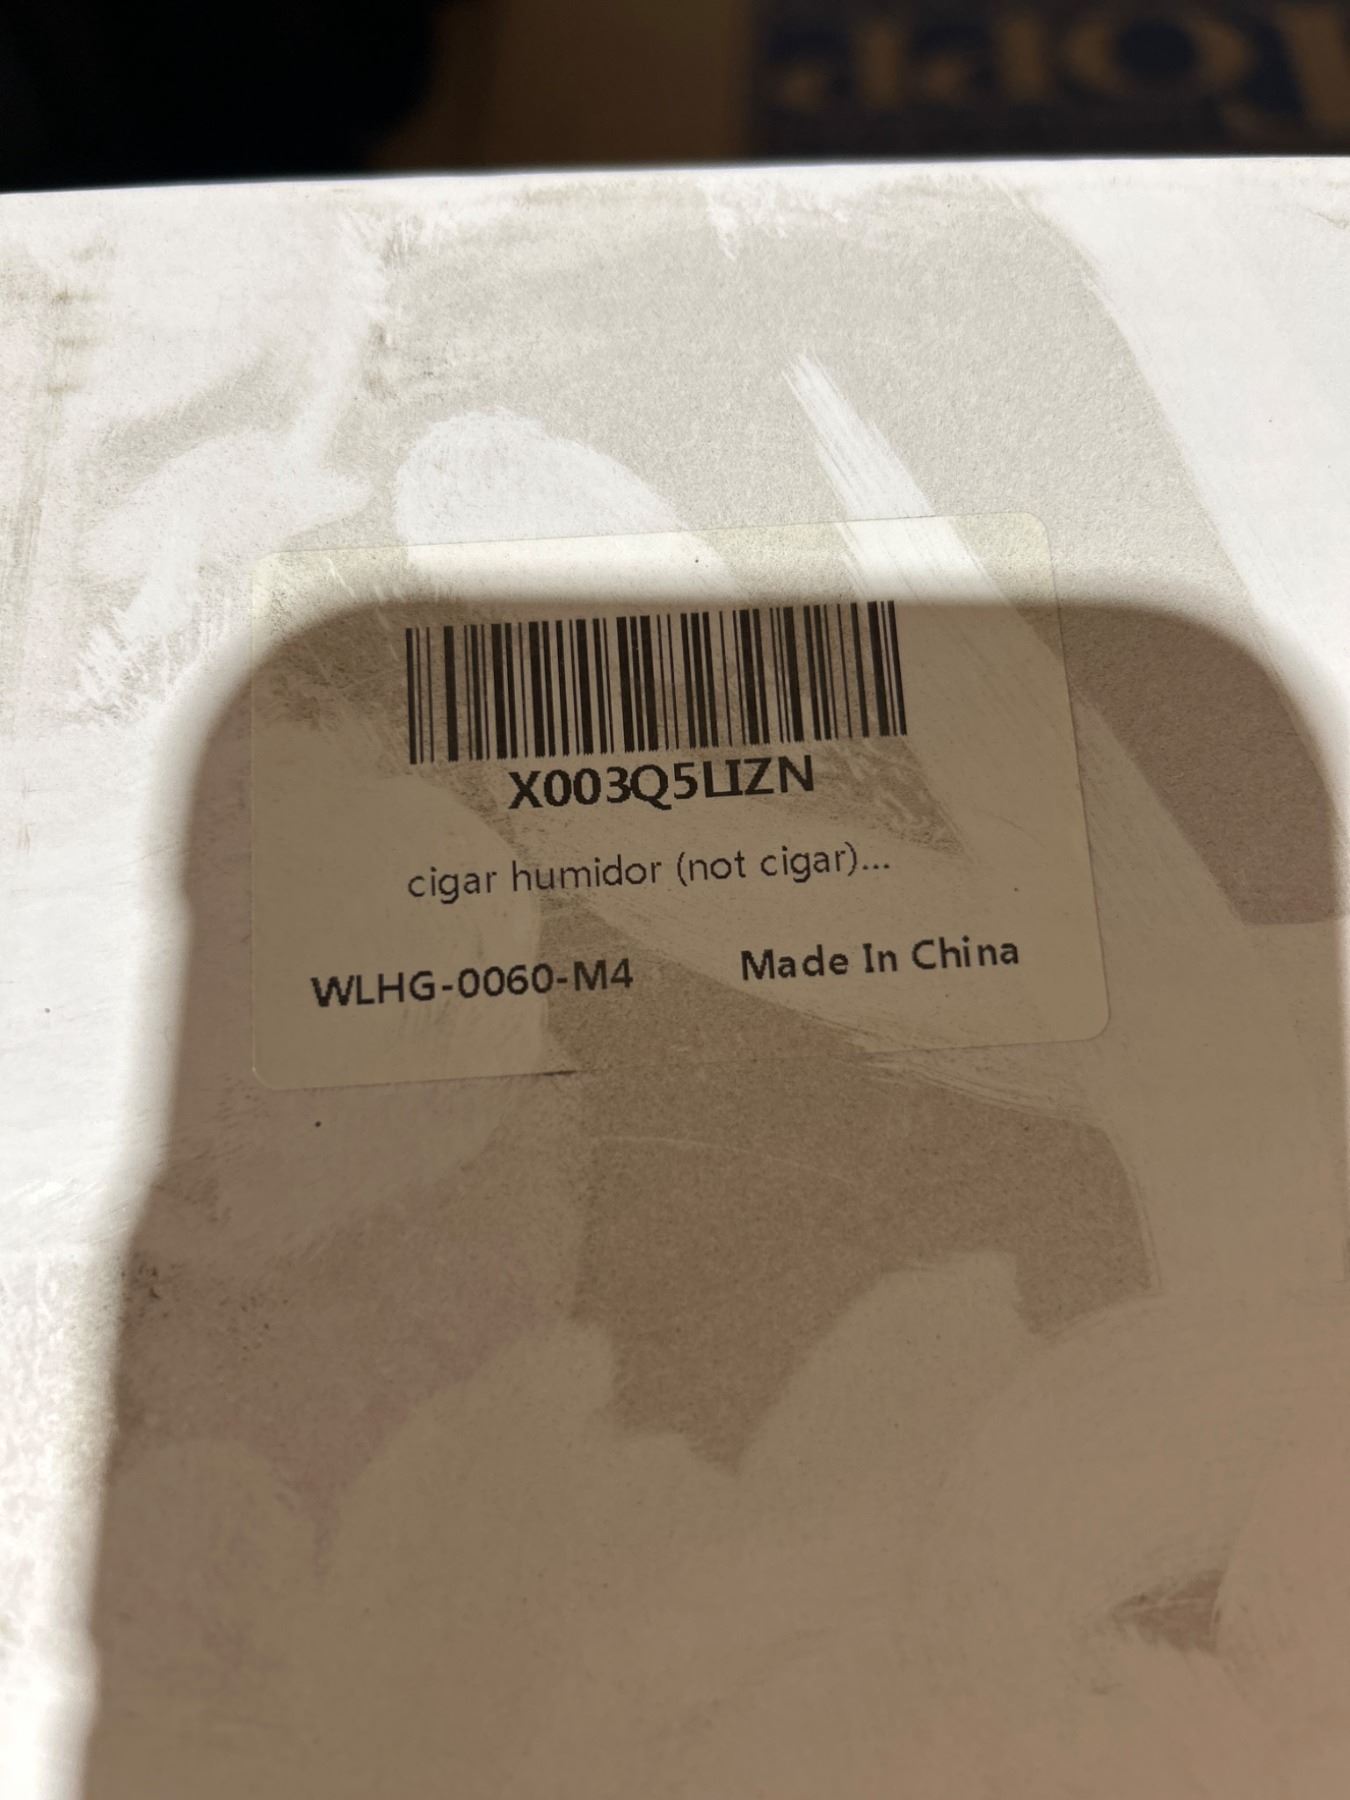 X003Q5LIZN
cigar humidor (not cigar)...
WLHG-0060-M4 Made In China